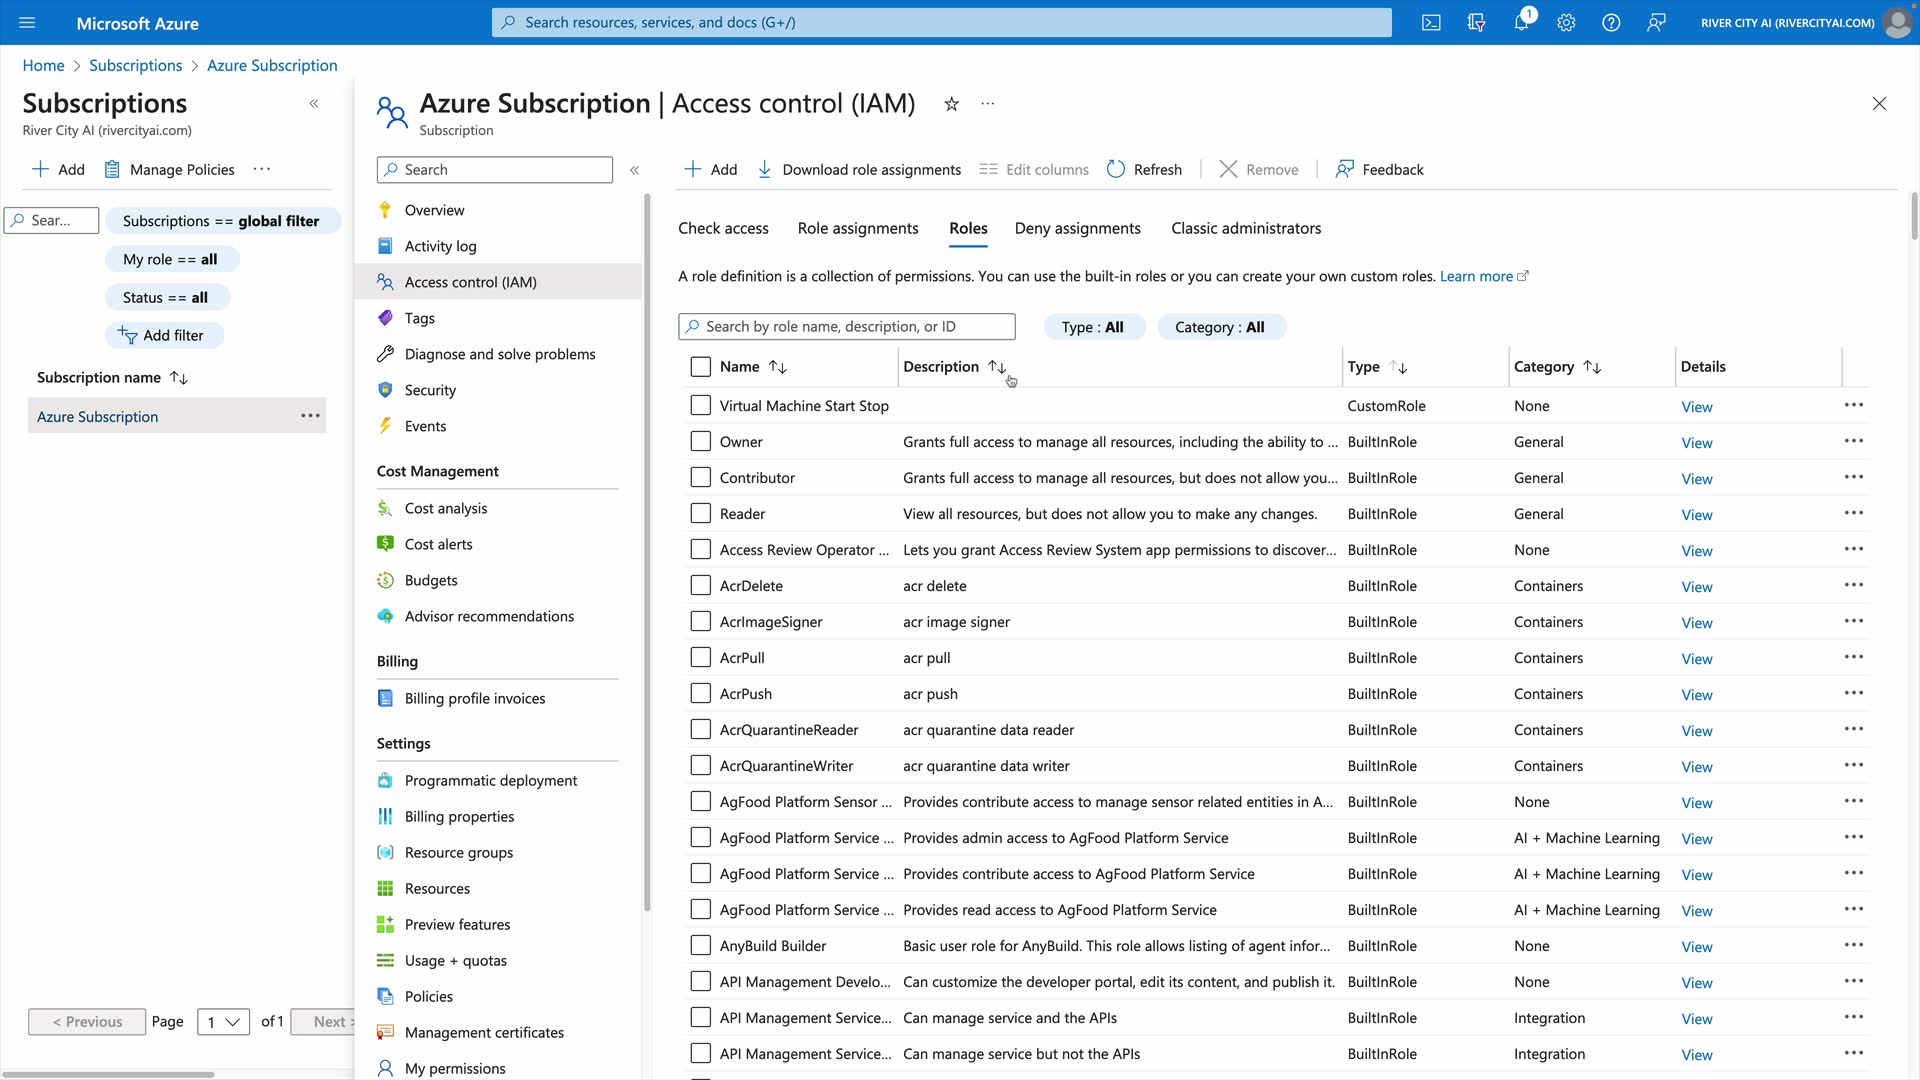 Microsoft Azure
Search resources, services, and docs (G+/)
1
RIVER CITY AI (RIVERCITYAI.COM)
Home > Subscriptions > Azure Subscription
Subscriptions
River City AI (rivercityai.com)
+ Add
Manage Policies
Sear...
Subscriptions == global filter
My role == all
Status == all
Add filter
Subscription name
Azure Subscription
< Previous
Page
1
of 1
Next >
Azure Subscription | Access control (IAM)
Subscription
Search
Overview
Activity log
Access control (IAM)
Tags
Diagnose and solve problems
Security
Events
Cost Management
Cost analysis
Cost alerts
Budgets
Advisor recommendations
Billing
Billing profile invoices
Settings
Programmatic deployment
Billing properties
Resource groups
Resources
Preview features
Usage + quotas
Policies
Management certificates
My permissions
+ Add Download role assignments Edit columns Refresh Remove Feedback
Check access Role assignments Roles Deny assignments Classic administrators
A role definition is a collection of permissions. You can use the built-in roles or you can create your own custom roles. Learn more
Search by role name, description, or ID
Type : All
Category : All
Name Description Type Category Details
Virtual Machine Start Stop CustomRole None View
Owner Grants full access to manage all resources, including the ability to ... BuiltInRole General View
Contributor Grants full access to manage all resources, but does not allow you... BuiltInRole General View
Reader View all resources, but does not allow you to make any changes. BuiltInRole General View
Access Review Operator ... Lets you grant Access Review System app permissions to discover... BuiltInRole None View
AcrDelete acr delete BuiltInRole Containers View
AcrImageSigner acr image signer BuiltInRole Containers View
AcrPull acr pull BuiltInRole Containers View
AcrPush acr push BuiltInRole Containers View
AcrQuarantineReader acr quarantine data reader BuiltInRole Containers View
AcrQuarantineWriter acr quarantine data writer BuiltInRole Containers View
AgFood Platform Sensor ... Provides contribute access to manage sensor related entities in A... BuiltInRole None View
AgFood Platform Service ... Provides admin access to AgFood Platform Service BuiltInRole AI + Machine Learning View
AgFood Platform Service ... Provides contribute access to AgFood Platform Service BuiltInRole AI + Machine Learning View
AgFood Platform Service ... Provides read access to AgFood Platform Service BuiltInRole AI + Machine Learning View
AnyBuild Builder Basic user role for AnyBuild. This role allows listing of agent infor... BuiltInRole None View
API Management Develo... Can customize the developer portal, edit its content, and publish it. BuiltInRole None View
API Management Service... Can manage service and the APIs BuiltInRole Integration View
API Management Service... Can manage service but not the APIs BuiltInRole Integration View